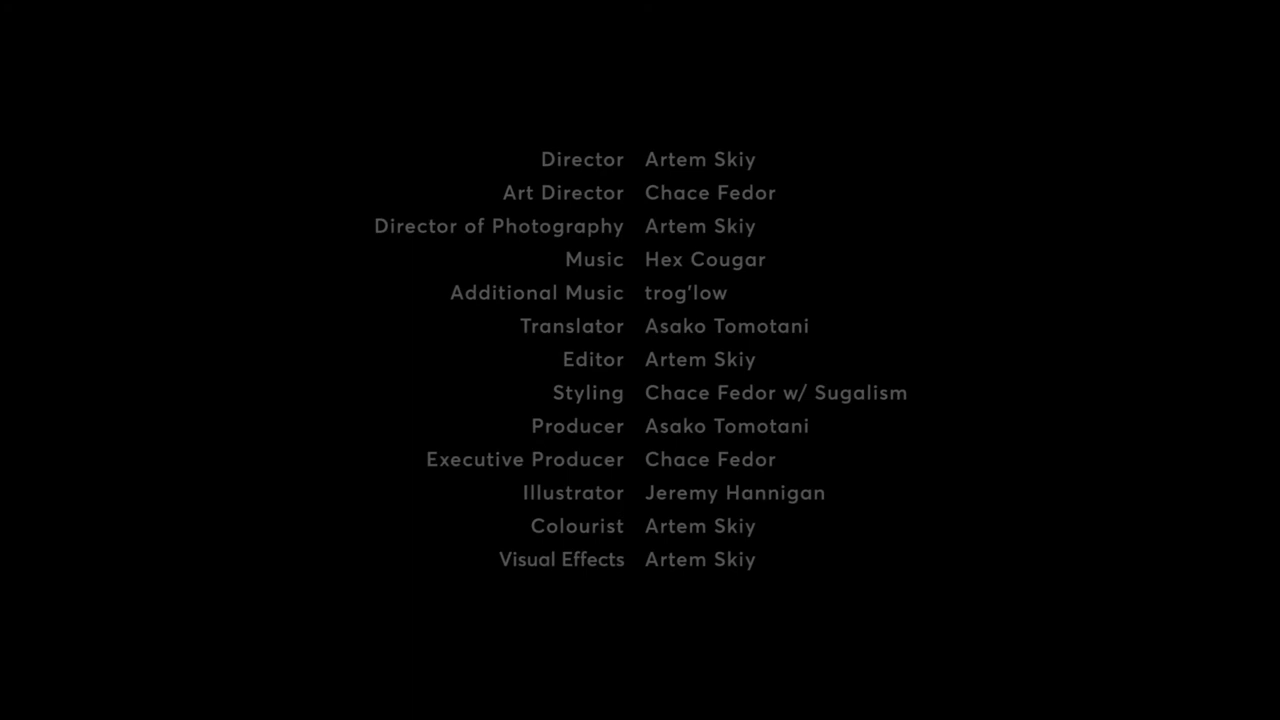 Director Artem Skiy
Art Director Chace Fedor
Director of Photography Artem Skiy
Music Hex Cougar
Additional Music trog'low
Translator Asako Tomotani
Editor Artem Skiy
Styling Chace Fedor w/ Sugalism
Producer Asako Tomotani
Executive Producer Chace Fedor
Illustrator Jeremy Hannigan
Colourist Artem Skiy
Visual Effects Artem Skiy